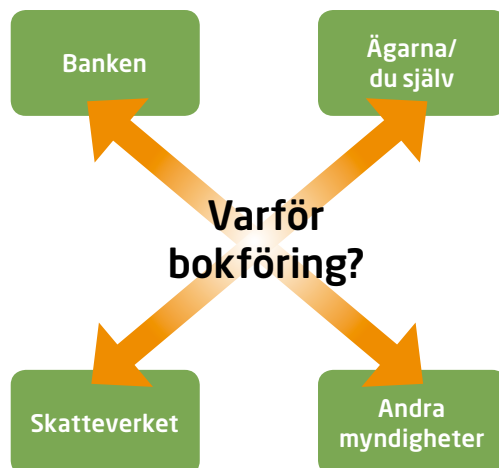 Banken
Ägarna/
du själv
Varför
bokföring?
Skatteverket
Andra
myndigheter